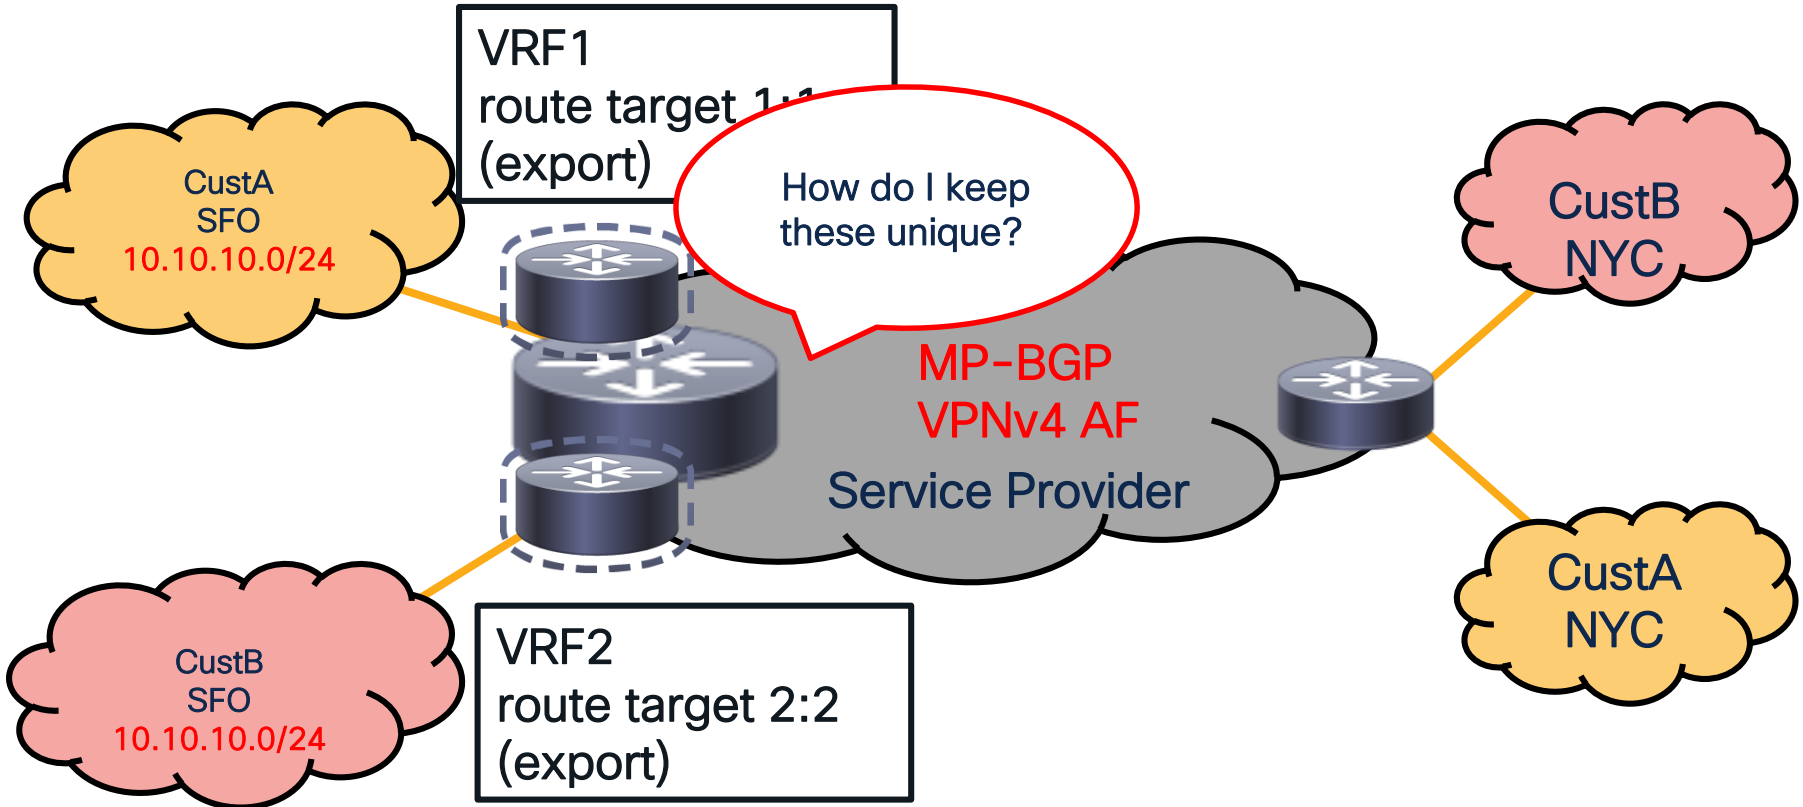 VRF1
route target 1:1
(export)
How do I keep
these unique?
CustA
SFO
10.10.10.0/24
CustB
NYC
MP-BGP
VPNv4 AF
Service Provider
CustB
SFO
10.10.10.0/24
VRF2
route target 2:2
(export)
CustA
NYC